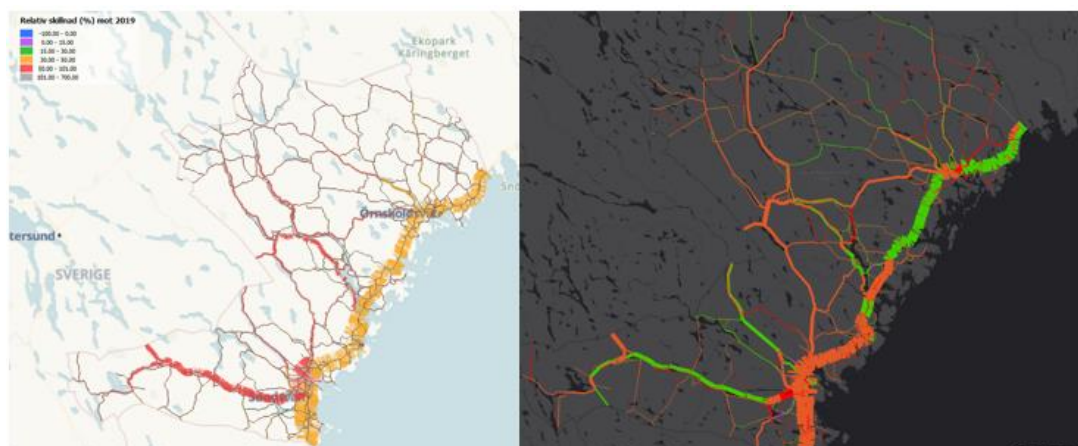 Relativ skillnad (%) mot 2019
-100.00 - 0.00
0.00 - 15.00
15.00 - 30.00
30.00 - 50.00
50.00 - 101.00
101.00 - 700.00
Ekopark
Käringberget
tersund
SVERIGE